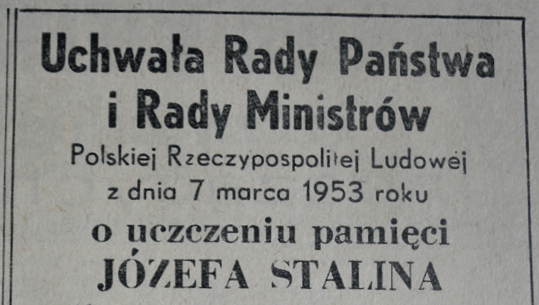 Uchwała Rady Państwa
i Rady Ministrów
Polskiej Rzeczypospolitej Ludowej
z dnia 7 marca 1953 roku
o uczczeniu pamięci
JÓZEFA STALINA